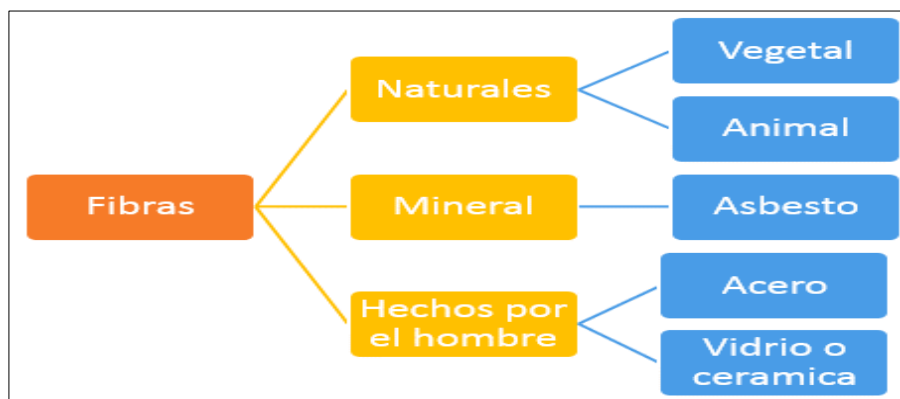 Fibras
Naturales
Mineral
Hechos por
el hombre
Vegetal
Animal
Asbesto
Acero
Vidrio o
ceramica